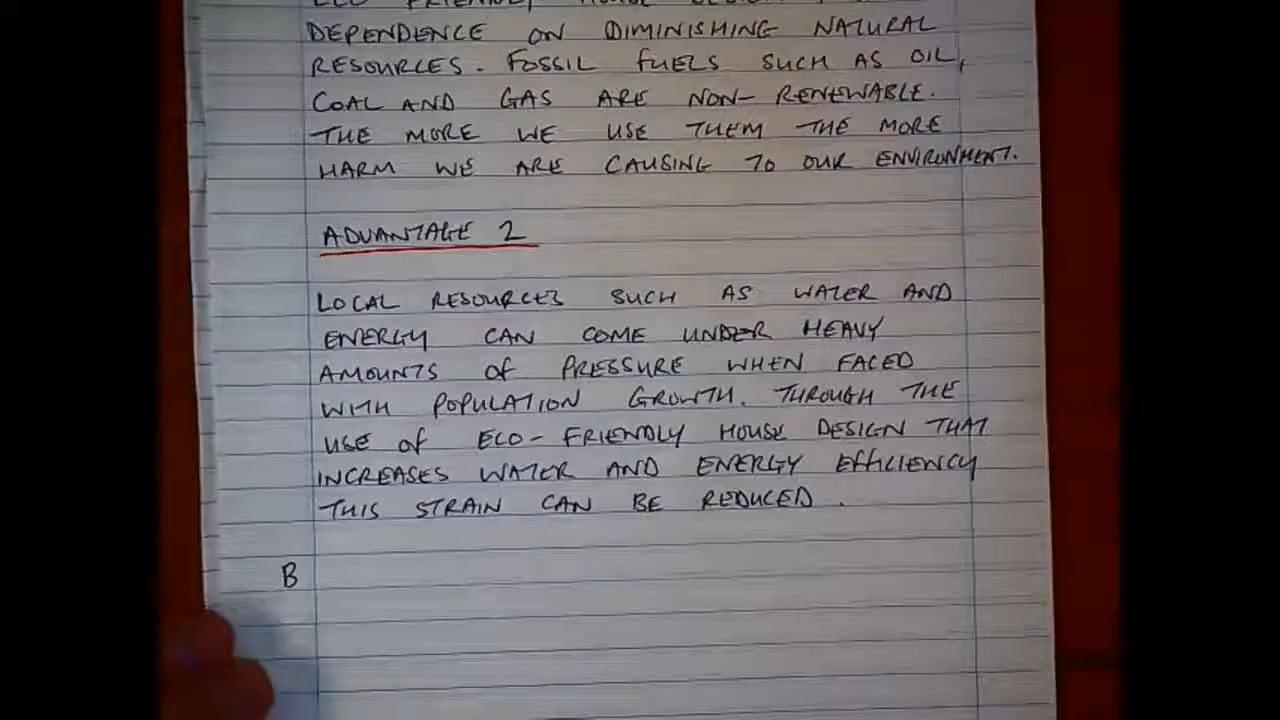 ECO FRIENDLY HOUSE
DEPENDENCE ON DIMINISHING NATURAL
RESOURCES. FOSSIL FUELS SUCH AS OIL,
COAL AND GAS ARE NON-RENEWABLE.
THE MORE WE USE THEM THE MORE
HARM WE ARE CAUSING TO OUR ENVIRONMENT.
ADVANTAGE 2
LOCAL RESOURCES SUCH AS WATER AND
ENERGY CAN COME UNDER HEAVY
AMOUNTS OF PRESSURE WHEN FACED
WITH POPULATION GROWTH. THROUGH THE
USE OF ECO-FRIENDLY HOUSE DESIGN THAT
INCREASES WATER AND ENERGY EFFICIENCY
THIS STRAIN CAN BE REDUCED.
B